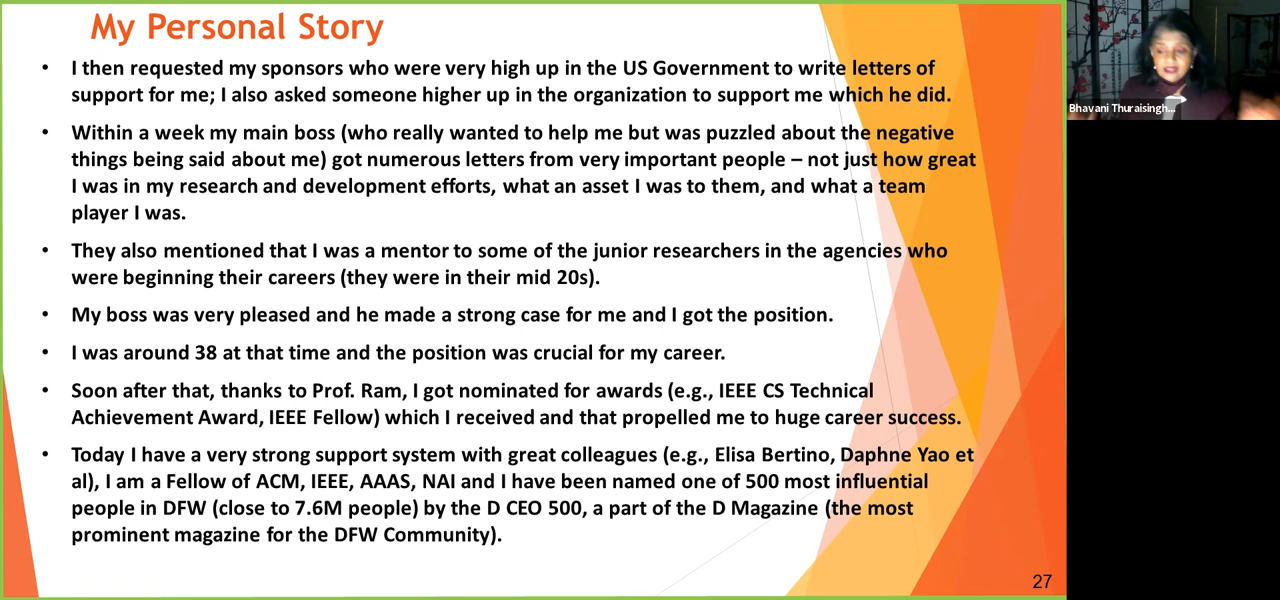 My Personal Story
• I then requested my sponsors who were very high up in the US Government to write letters of
support for me; I also asked someone higher up in the organization to support me which he did.
• Within a week my main boss (who really wanted to help me but was puzzled about the negative
things being said about me) got numerous letters from very important people – not just how great
I was in my research and development efforts, what an asset I was to them, and what a team
player I was.
• They also mentioned that I was a mentor to some of the junior researchers in the agencies who
were beginning their careers (they were in their mid 20s).
• My boss was very pleased and he made a strong case for me and I got the position.
• I was around 38 at that time and the position was crucial for my career.
• Soon after that, thanks to Prof. Ram, I got nominated for awards (e.g., IEEE CS Technical
Achievement Award, IEEE Fellow) which I received and that propelled me to huge career success.
• Today I have a very strong support system with great colleagues (e.g., Elisa Bertino, Daphne Yao et
al), I am a Fellow of ACM, IEEE, AAAS, NAI and I have been named one of 500 most influential
people in DFW (close to 7.6M people) by the D CEO 500, a part of the D Magazine (the most
prominent magazine for the DFW Community).
27
Bhavani Thuraisingh...